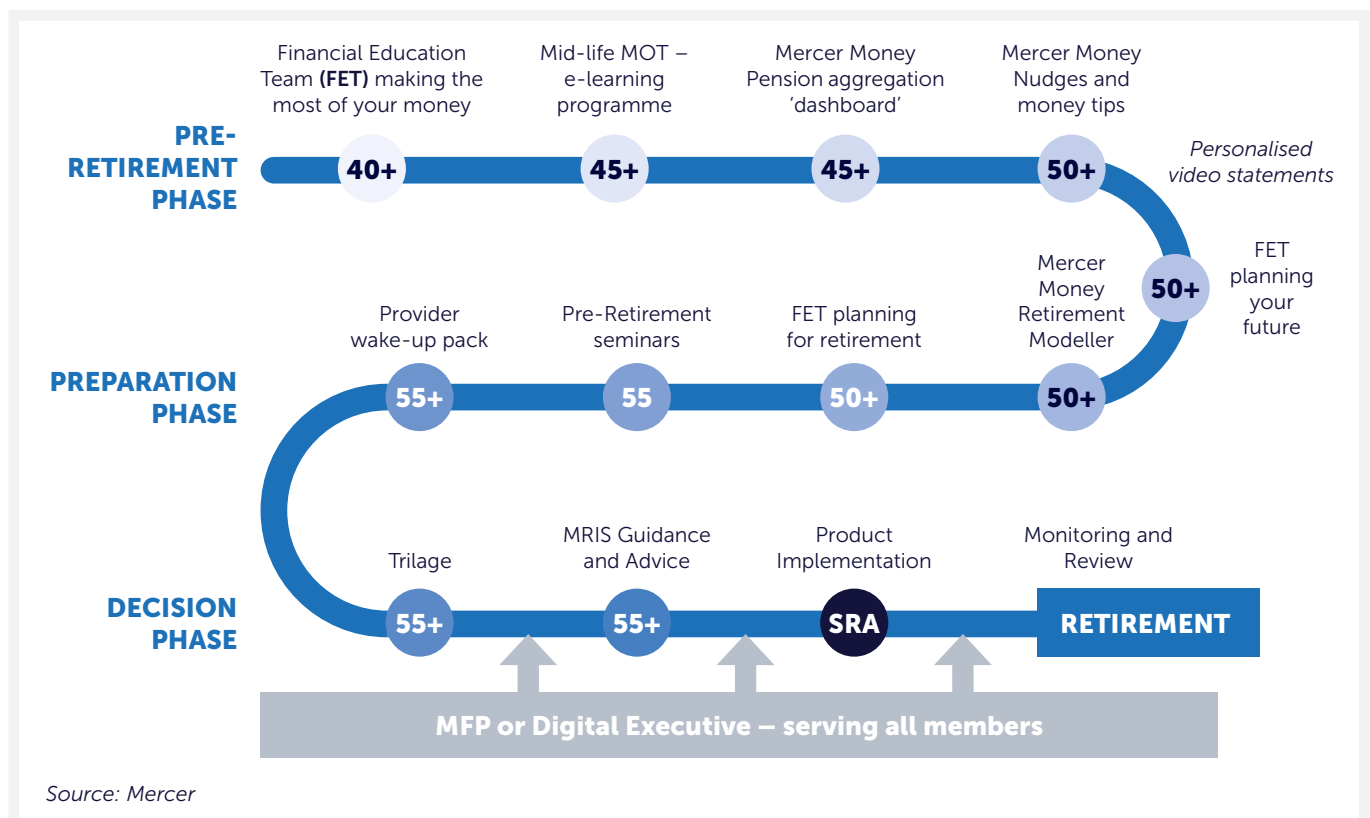 Financial Education
Team (FET) making the
most of your money
Mid-life MOT –
e-learning
programme
Mercer Money
Pension aggregation
‘dashboard’
Mercer Money
Nudges and
money tips
PRE-
RETIREMENT
PHASE
40+
45+
45+
50+
Personalised
video statements
50+
FET
planning
your
future
PREPARATION
PHASE
Provider
wake-up pack
Pre-Retirement
seminars
FET planning
for retirement
Mercer
Money
Retirement
Modeller
55+
55
50+
50+
DECISION
PHASE
Trilage
MRIS Guidance
and Advice
Product
Implementation
Monitoring and
Review
55+
55+
SRA
RETIREMENT
MFP or Digital Executive – serving all members
Source: Mercer